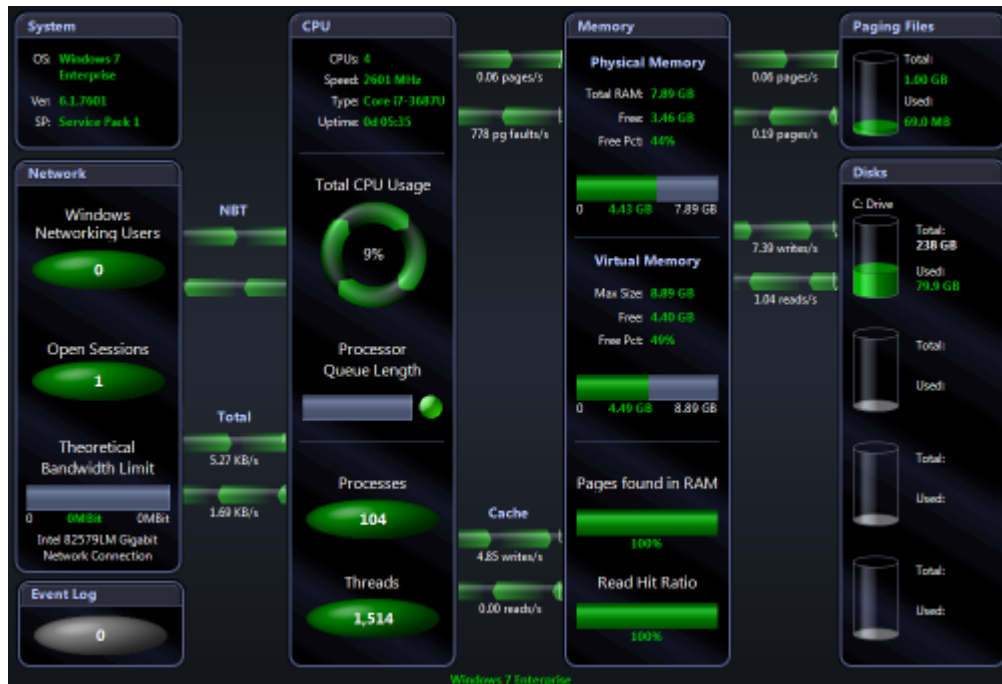 System
OS: Windows 7
Enterprise
Ver: 6.1.7601
SP: Service Pack 1
Network
Windows
Networking Users
0
Open Sessions
1
Theoretical
Bandwidth Limit
0 0MBit 0MBit
Intel 82579LM Gigabit
Network Connection
Event Log
0
NBT
Total
5.27 KB/s
1.69 KB/s
CPU
CPUs: 4
Speed: 2601 MHz
Type: Core i7-3687U
Uptime: 0d 05:35
Total CPU Usage
9%
Processor
Queue Length
Processes
104
Threads
1,514
0.06 pages/s
778 pg faults/s
Cache
4.85 writes/s
0.00 reads/s
Memory
Physical Memory
Total RAM: 7.89 GB
Free: 3.46 GB
Free Pct: 44%
0 4.43 GB 7.89 GB
Virtual Memory
Max Size: 8.89 GB
Free: 4.40 GB
Free Pct: 49%
0 4.49 GB 8.89 GB
Pages found in RAM
100%
Read Hit Ratio
100%
0.06 pages/s
0.19 pages/s
7.39 writes/s
1.04 reads/s
Paging Files
Total:
1.00 GB
Used:
69.0 MB
Disks
C: Drive
Total:
238 GB
Used:
79.9 GB
Total:
Used:
Total:
Used:
Total:
Used:
Windows 7 Enterprise